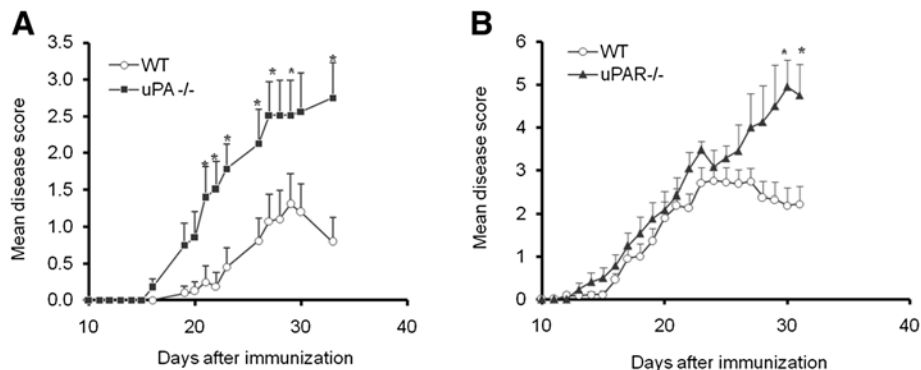 A
3.5
3.0
2.5
2.0
1.5
1.0
0.5
0.0
Mean disease score
WT
uPA -/-
* * * * * * *
10 20 30 40
Days after immunization
B
6
5
4
3
2
1
0
Mean disease score
WT
uPAR-/-
* *
10 20 30 40
Days after immunization